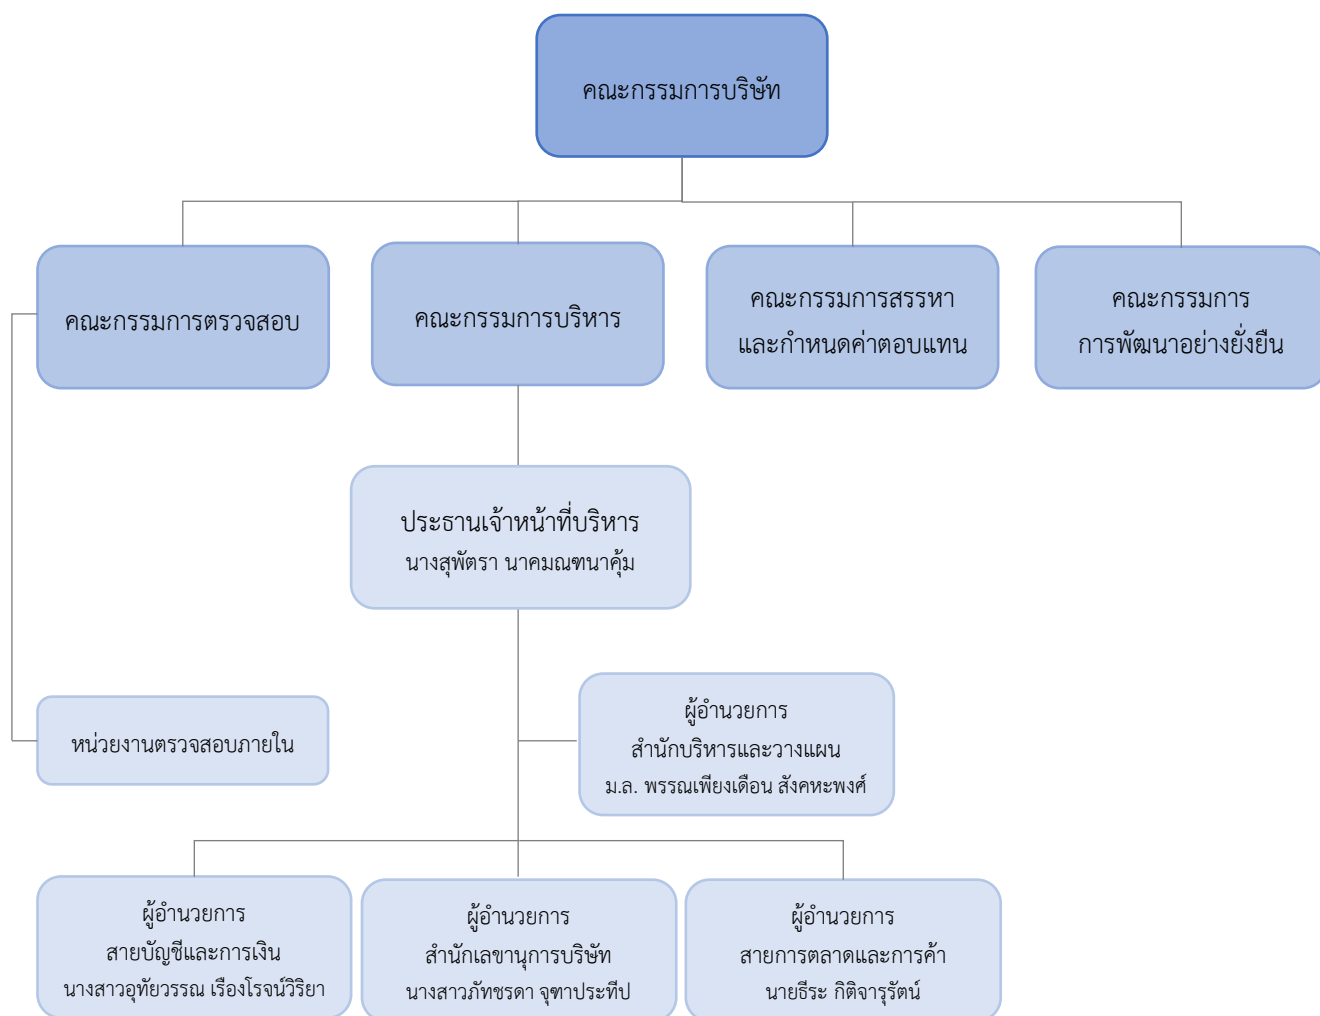 คณะกรรมการบริษัท
คณะกรรมการตรวจสอบ
คณะกรรมการบริหาร
คณะกรรมการสรรหา
และกำหนดค่าตอบแทน
คณะกรรมการ
การพัฒนาอย่างยั่งยืน
ประธานเจ้าหน้าที่บริหาร
นางสุพัตรา นาคมณฑนาคุ้ม
หน่วยงานตรวจสอบภายใน
ผู้อำนวยการ
สำนักบริหารและวางแผน
ม.ล. พรรณเพียงเดือน สังคหะพงศ์
ผู้อำนวยการ
สายบัญชีและการเงิน
นางสาวอุทัยวรรณ เรืองโรจน์วิริยา
ผู้อำนวยการ
สำนักเลขานุการบริษัท
นางสาวภัทชรดา จุฑาประทีป
ผู้อำนวยการ
สายการตลาดและการค้า
นายธีระ กิติจารุรัตน์